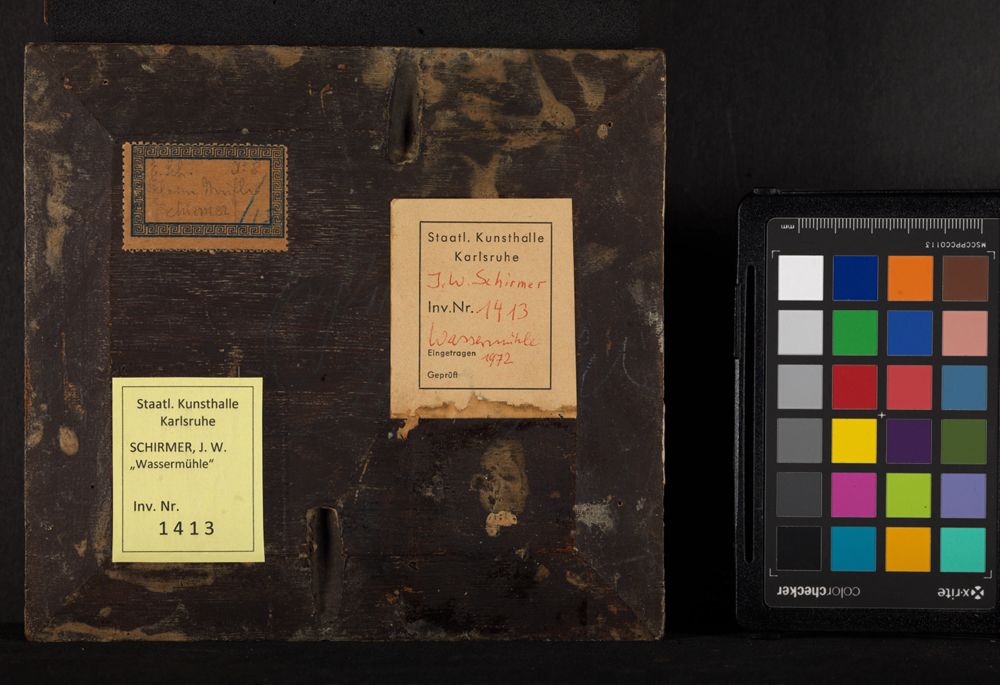 Schirmer
Staatl. Kunsthalle
Karlsruhe
J. W. Schirmer
Inv. Nr. 1413
Wassermühle
Eingetragen 1972
Geprüft
Staatl. Kunsthalle
Karlsruhe
SCHIRMER, J. W.
„Wassermühle“
Inv. Nr.
1413
mm
MSCCPPCC0113
x·rite
colorchecker